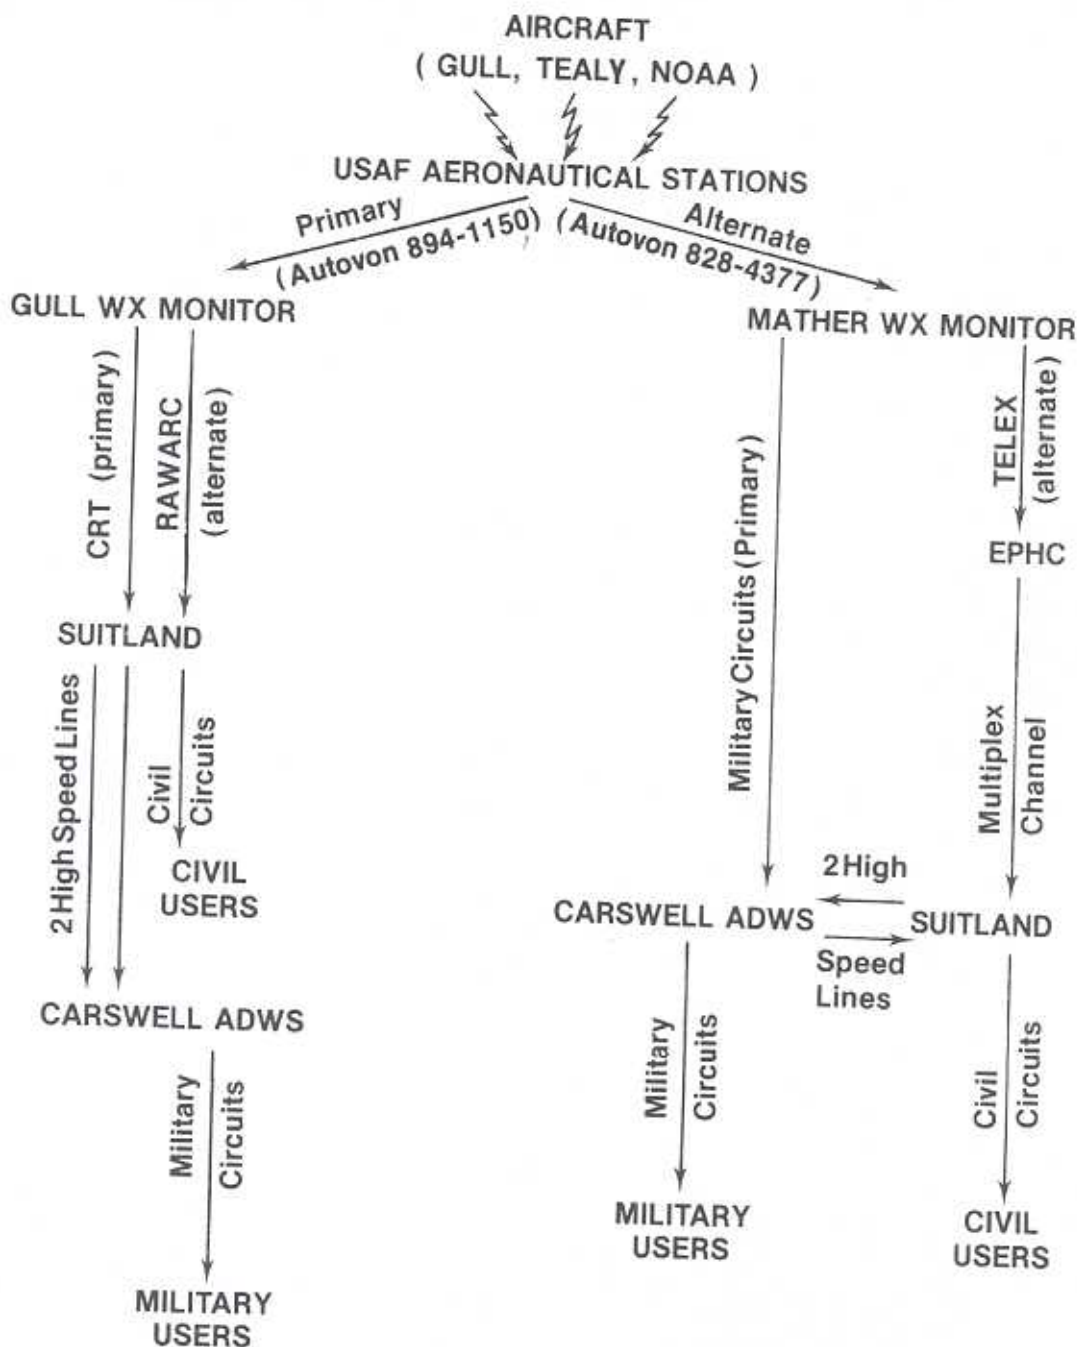 AIRCRAFT
( GULL, TEALY, NOAA )
USAF AERONAUTICAL STATIONS
Primary
(Autovon 894-1150)
Alternate
(Autovon 828-4377)
GULL WX MONITOR
MATHER WX MONITOR
CRT (primary)
RAWARC
(alternate)
Military Circuits (Primary)
TELEX
(alternate)
EPHC
SUITLAND
2 High Speed Lines
Civil
Circuits
CIVIL
USERS
Multiplex
Channel
2 High
CARSWELL ADWS
SUITLAND
Speed
Lines
CARSWELL ADWS
Military
Circuits
MILITARY
USERS
Military
Circuits
MILITARY
USERS
Civil
Circuits
CIVIL
USERS